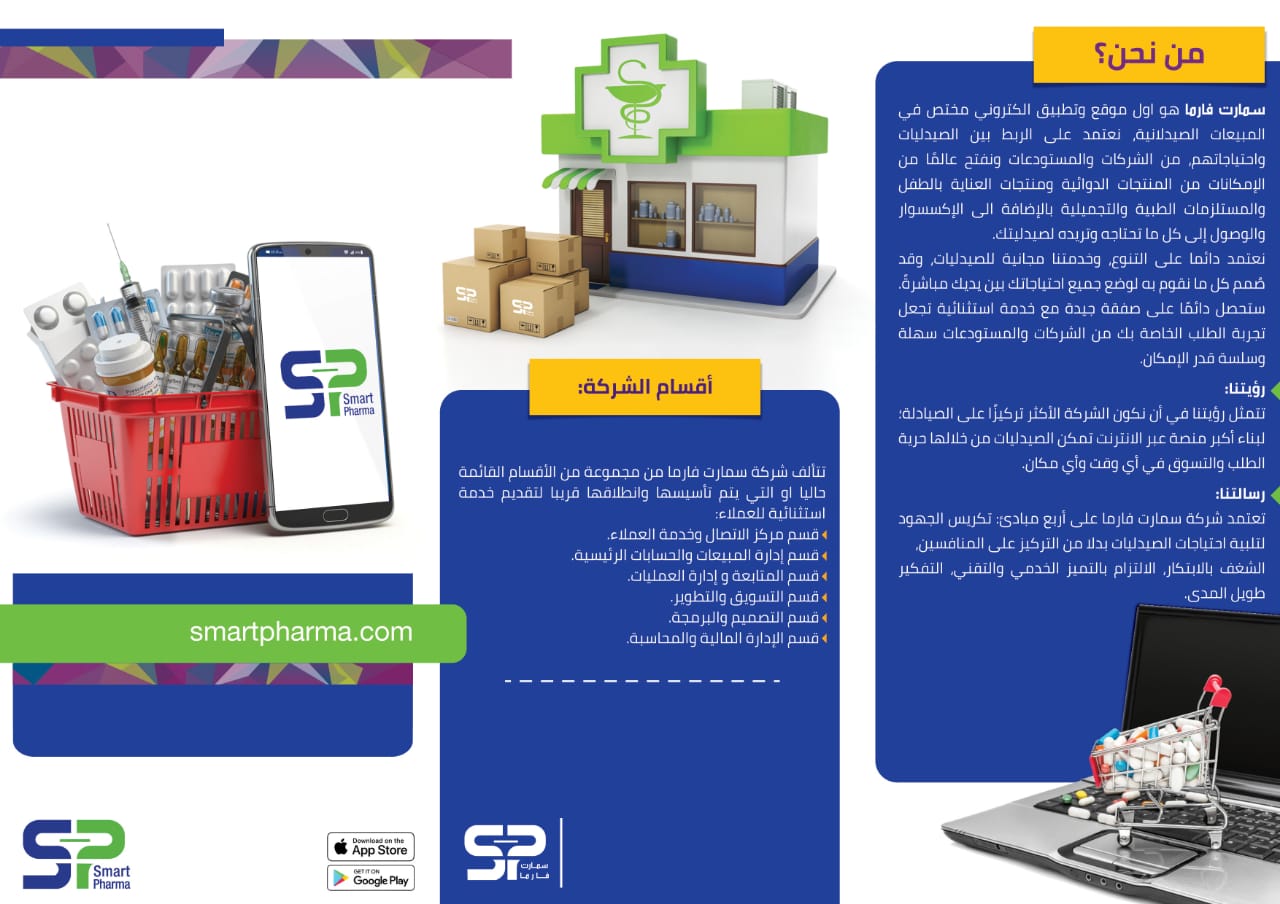 من نحن؟
سمارت فارما هو اول موقع وتطبيق الكتروني مختص في
المبيعات الصيدلانية، نعتمد على الربط بين الصيدليات
واحتياجاتهم، من الشركات والمستودعات ونفتح عالمًا من
الإمكانات من المنتجات الدوائية ومنتجات العناية بالطفل
والمستلزمات الطبية والتجميلية بالإضافة الى الإكسسوار
والوصول إلى كل ما تحتاجه وتريده لصيدليتك.
نعتمد دائما على التنوع، وخدمتنا مجانية للصيدليات، وقد
صُمم كل ما نقوم به لوضع جميع احتياجاتك بين يديك مباشرةً.
ستحصل دائمًا على صفقة جيدة مع خدمة استثنائية تجعل
تجربة الطلب الخاصة بك من الشركات والمستودعات سهلة
وسلسة قدر الإمكان.
رؤيتنا:
تتمثل رؤيتنا في أن نكون الشركة الأكثر تركيزًا على الصيادلة؛
لبناء أكبر منصة عبر الانترنت تمكن الصيدليات من خلالها حرية
الطلب والتسوق في أي وقت وأي مكان.
رسالتنا:
تعتمد شركة سمارت فارما على أربع مبادئ: تكريس الجهود
لتلبية احتياجات الصيدليات بدلا من التركيز على المنافسين،
الشغف بالابتكار، الالتزام بالتميز الخدمي والتقني، التفكير
طويل المدى.
أقسام الشركة:
تتألف شركة سمارت فارما من مجموعة من الأقسام القائمة
حاليا او التي يتم تأسيسها وانطلاقها قريبا لتقديم خدمة
استثنائية للعملاء:
قسم مركز الاتصال وخدمة العملاء.
قسم إدارة المبيعات والحسابات الرئيسية.
قسم المتابعة و إدارة العمليات.
قسم التسويق والتطوير.
قسم التصميم والبرمجة.
قسم الإدارة المالية والمحاسبة.
SP
سمارت
فارما
SP
Smart
Pharma
smartpharma.com
SP
Smart
Pharma
Download on the
App Store
GET IT ON
Google Play